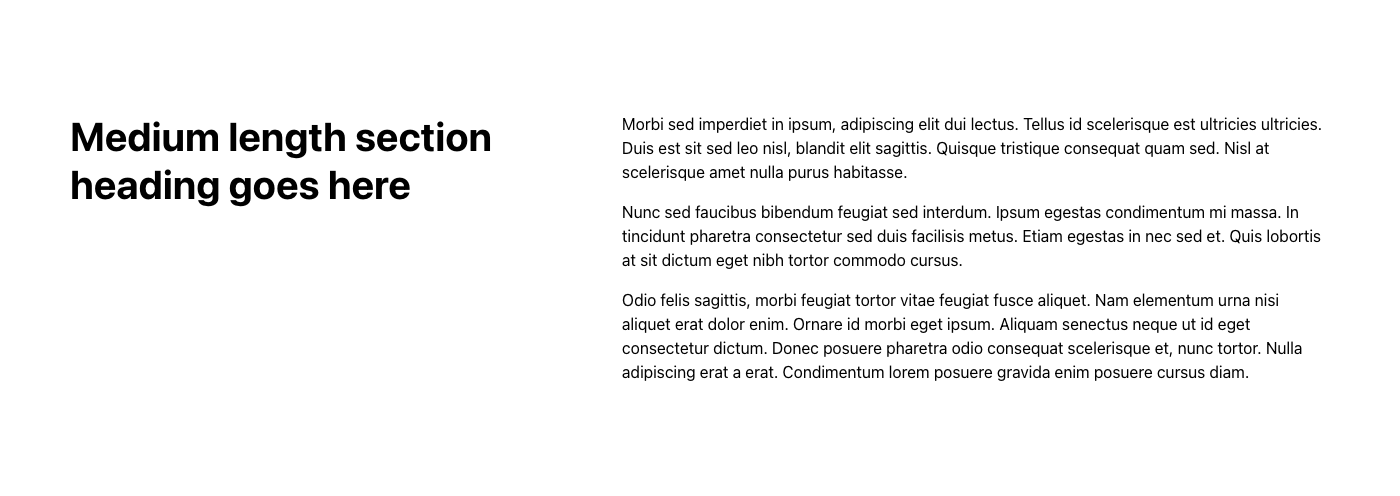 Medium length section
heading goes here
Morbi sed imperdiet in ipsum, adipiscing elit dui lectus. Tellus id scelerisque est ultricies ultricies.
Duis est sit sed leo nisl, blandit elit sagittis. Quisque tristique consequat quam sed. Nisl at
scelerisque amet nulla purus habitasse.
Nunc sed faucibus bibendum feugiat sed interdum. Ipsum egestas condimentum mi massa. In
tincidunt pharetra consectetur sed duis facilisis metus. Etiam egestas in nec sed et. Quis lobortis
at sit dictum eget nibh tortor commodo cursus.
Odio felis sagittis, morbi feugiat tortor vitae feugiat fusce aliquet. Nam elementum urna nisi
aliquet erat dolor enim. Ornare id morbi eget ipsum. Aliquam senectus neque ut id eget
consectetur dictum. Donec posuere pharetra odio consequat scelerisque et, nunc tortor. Nulla
adipiscing erat a erat. Condimentum lorem posuere gravida enim posuere cursus diam.